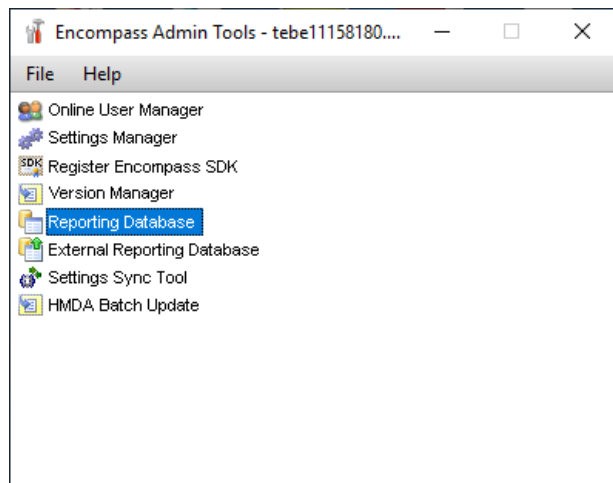 Encompass Admin Tools - tebe11158180....
File Help
Online User Manager
Settings Manager
SDK Register Encompass SDK
Version Manager
Reporting Database
External Reporting Database
Settings Sync Tool
HMDA Batch Update